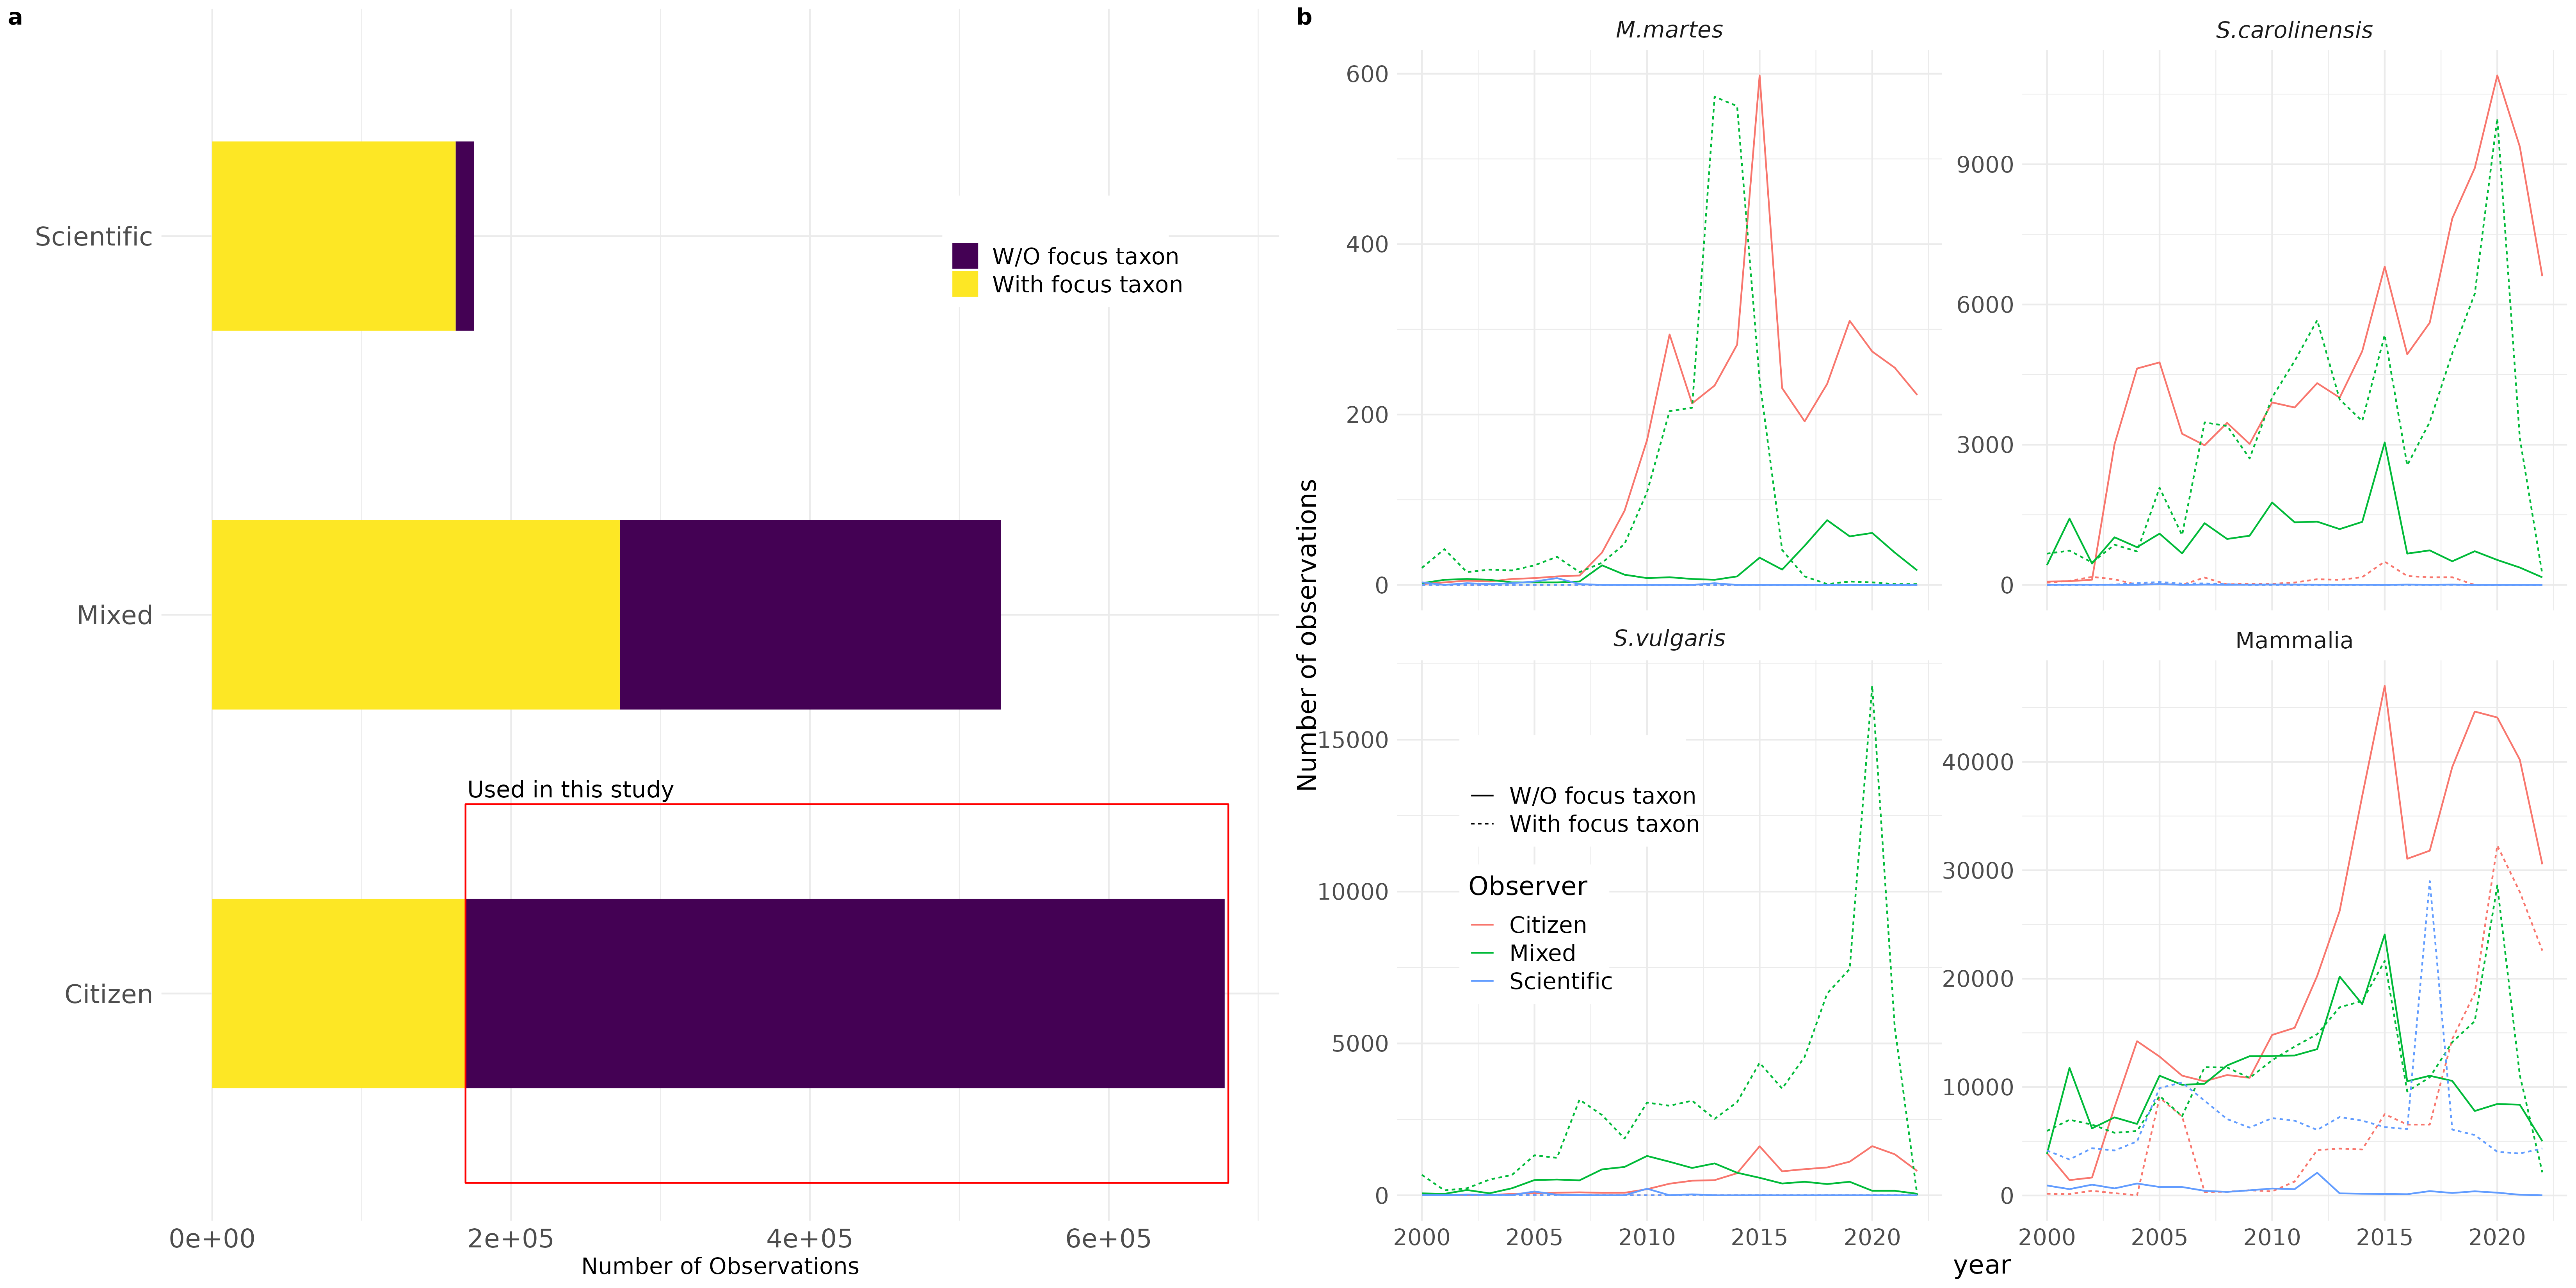 a
Scientific
Mixed
Citizen
W/O focus taxon
With focus taxon
Used in this study
0e+00 2e+05 4e+05 6e+05
Number of Observations
b
Number of observations
M.martes
600
400
200
0
S.carolinensis
9000
6000
3000
0
S.vulgaris
15000
10000
5000
0
W/O focus taxon
With focus taxon
Observer
Citizen
Mixed
Scientific
2000 2005 2010 2015 2020
Mammalia
40000
30000
20000
10000
0
2000 2005 2010 2015 2020
year